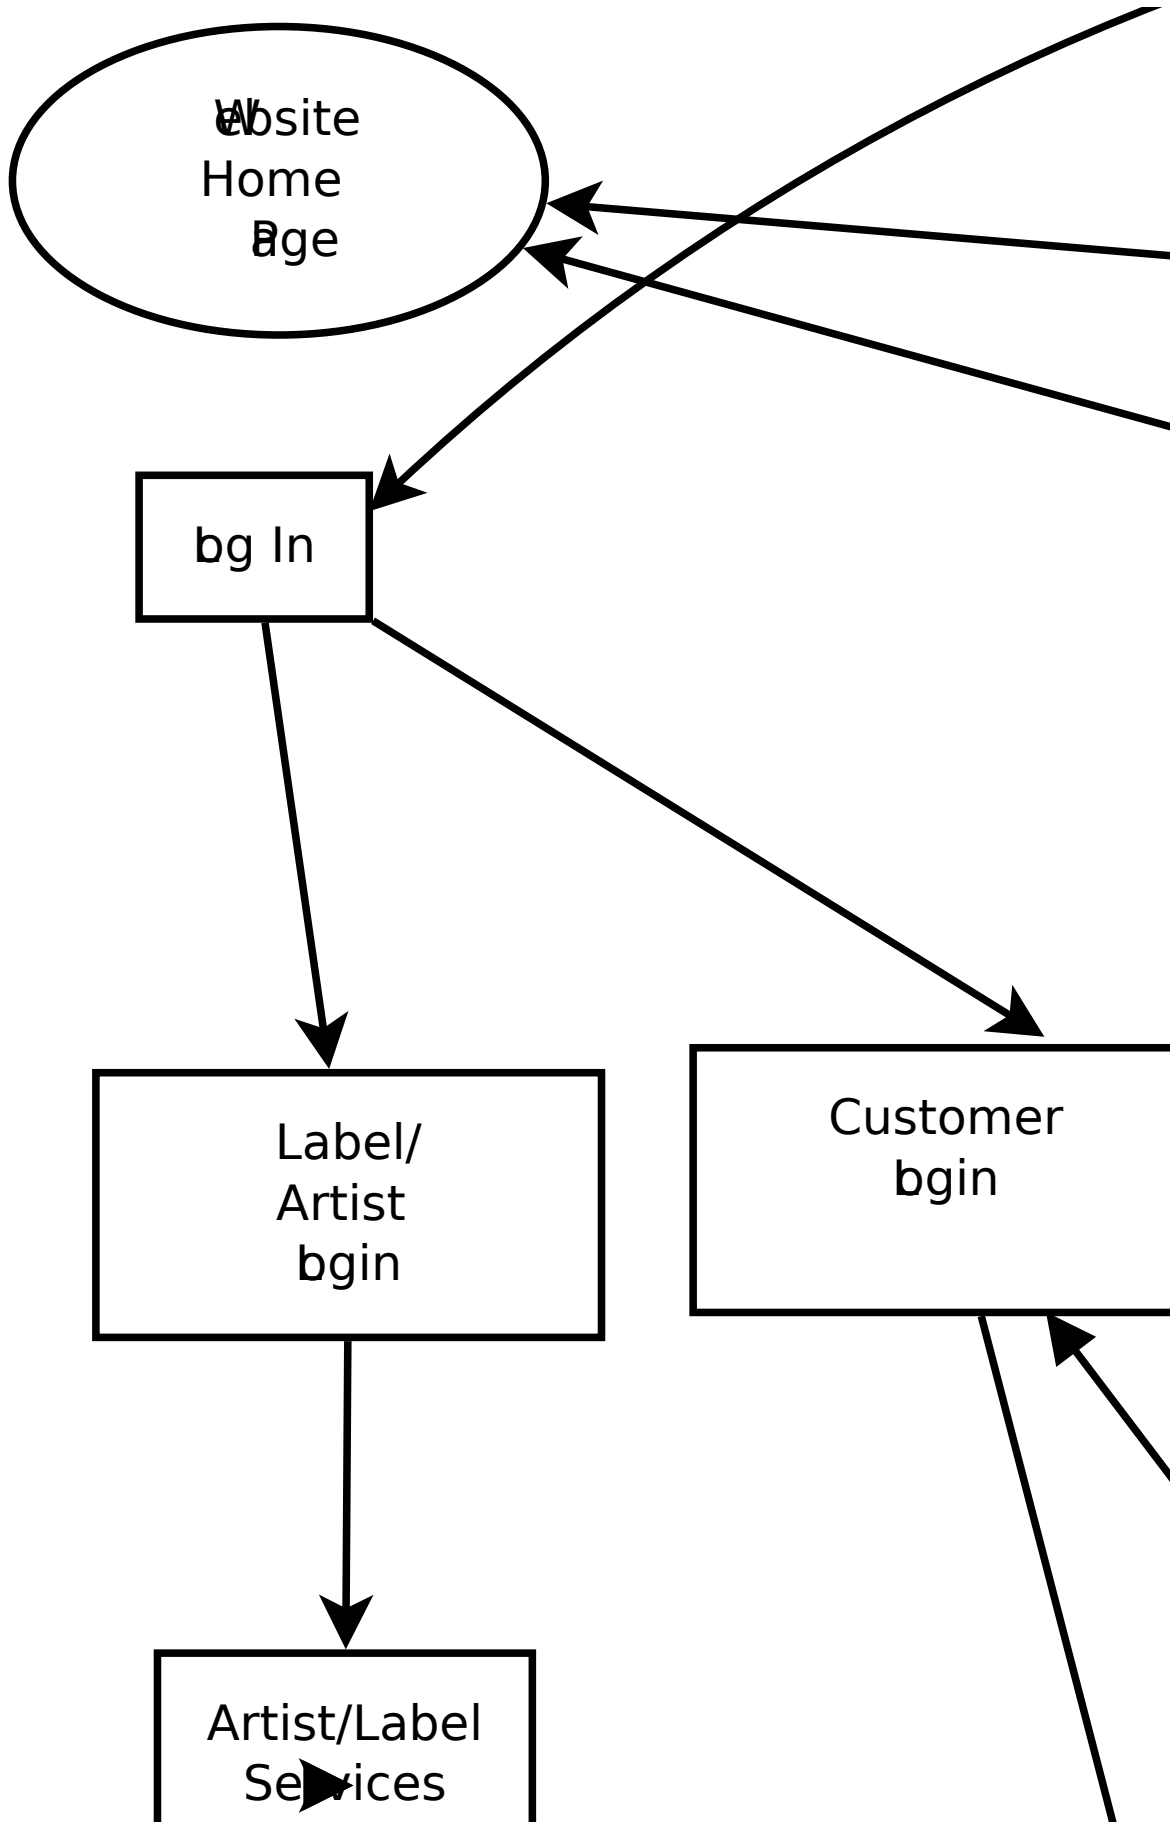 Website
Home
Page
Log In
Label/
Artist
Login
Customer
Login
Artist/Label
Services